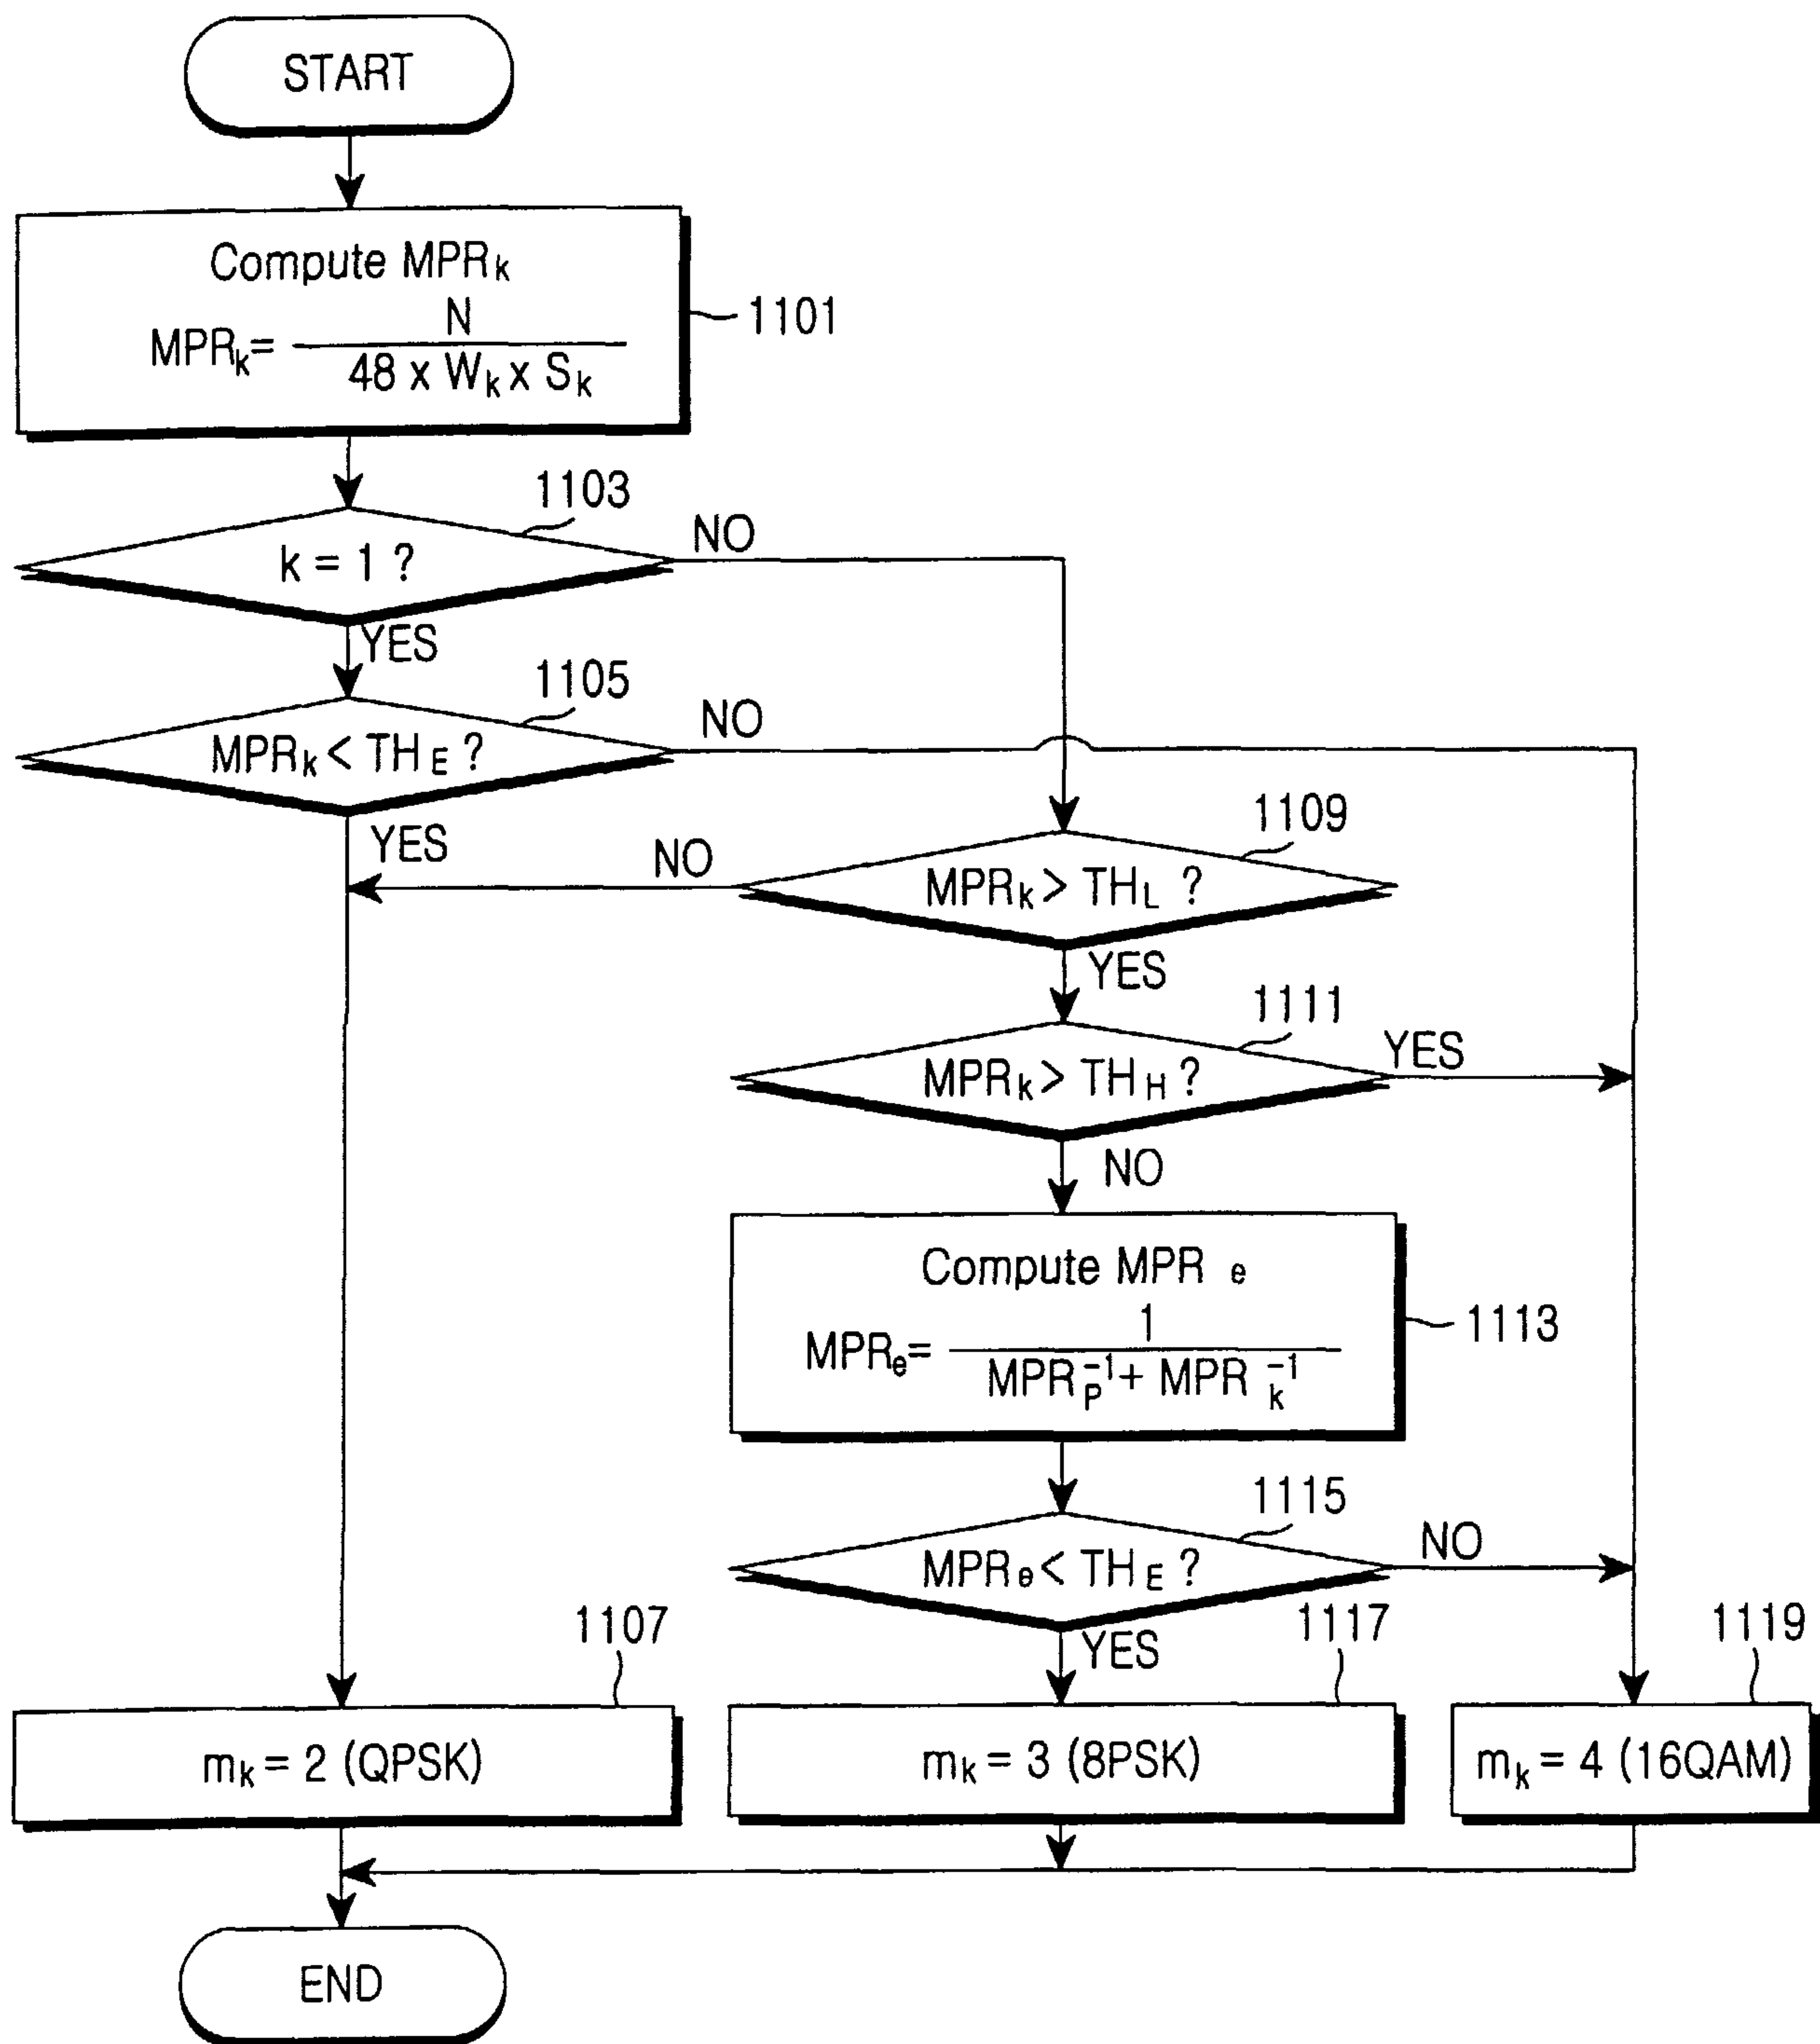 START
Compute MPRk
MPRk= N / 48 x Wk x Sk
1101
1103
k = 1 ?
NO
YES
1105
MPRk < THE ?
NO
YES
1109
NO
MPRk > THL ?
YES
1111
MPRk > THH ?
YES
NO
Compute MPR e
MPRe= 1 / MPRp-1 + MPR k-1
1113
1115
MPRe < THE ?
NO
YES
1107
1117
1119
mk = 2 (QPSK)
mk = 3 (8PSK)
mk = 4 (16QAM)
END